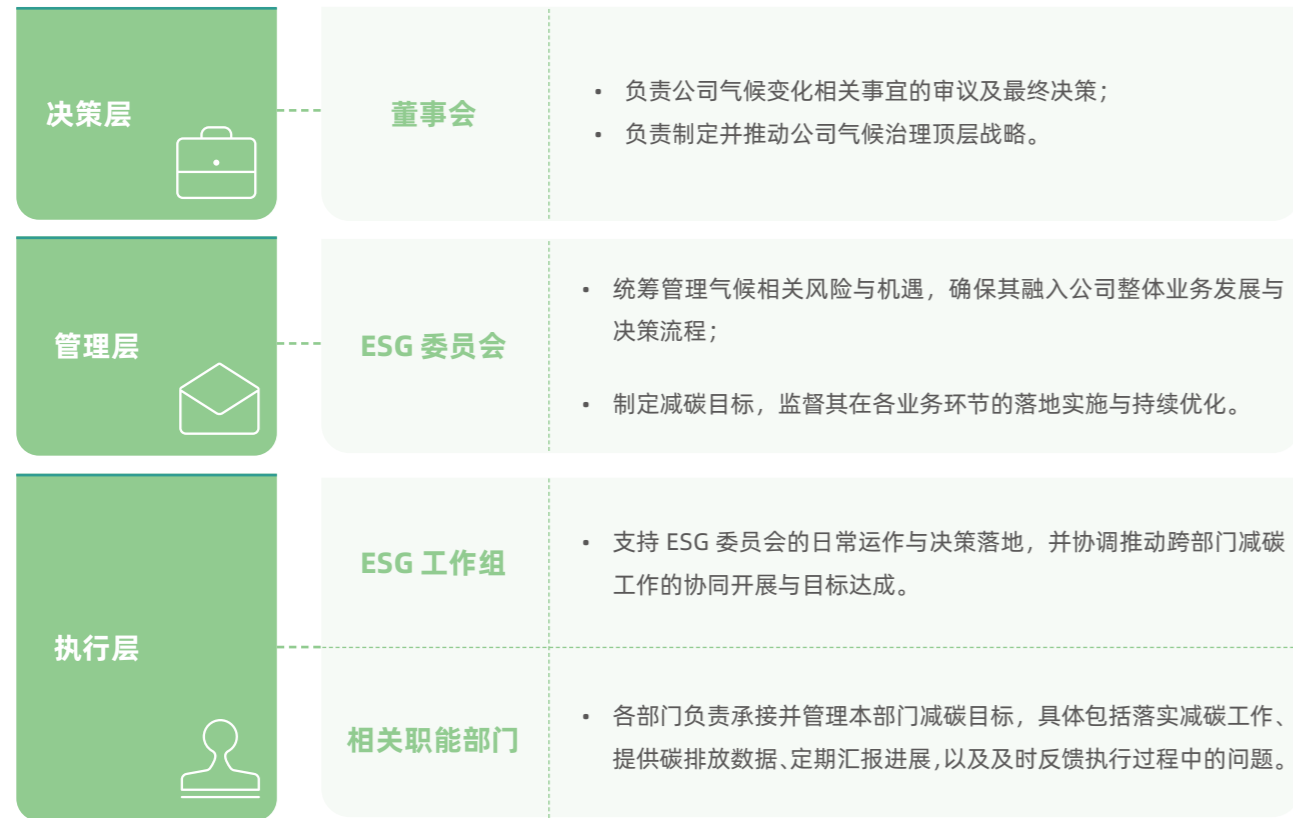 决策层
董事会
• 负责公司气候变化相关事宜的审议及最终决策；
• 负责制定并推动公司气候治理顶层战略。
管理层
ESG 委员会
• 统筹管理气候相关风险与机遇，确保其融入公司整体业务发展与
决策流程；
• 制定减碳目标，监督其在各业务环节的落地实施与持续优化。
执行层
ESG 工作组
• 支持 ESG 委员会的日常运作与决策落地，并协调推动跨部门减碳
工作的协同开展与目标达成。
相关职能部门
• 各部门负责承接并管理本部门减碳目标，具体包括落实减碳工作、
提供碳排放数据、定期汇报进展，以及及时反馈执行过程中的问题。